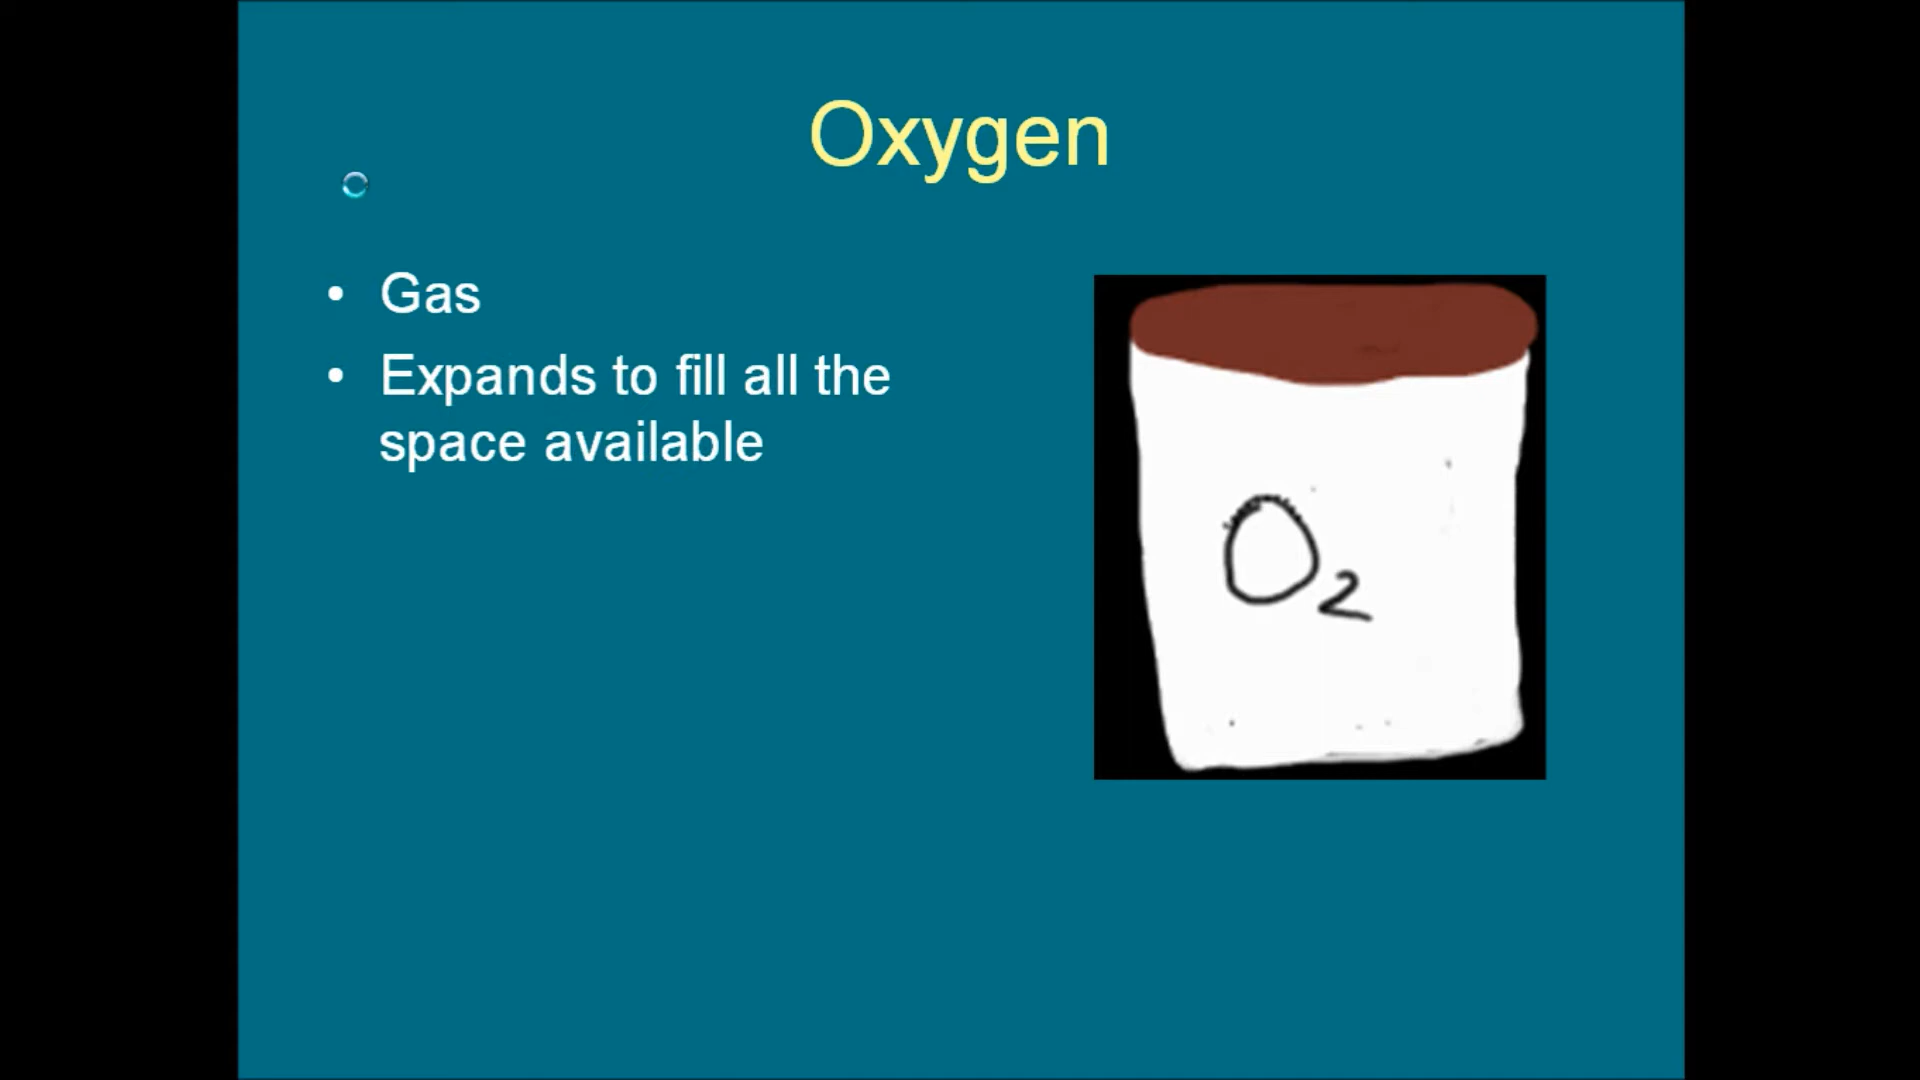 Oxygen
• Gas
• Expands to fill all the
space available
O₂